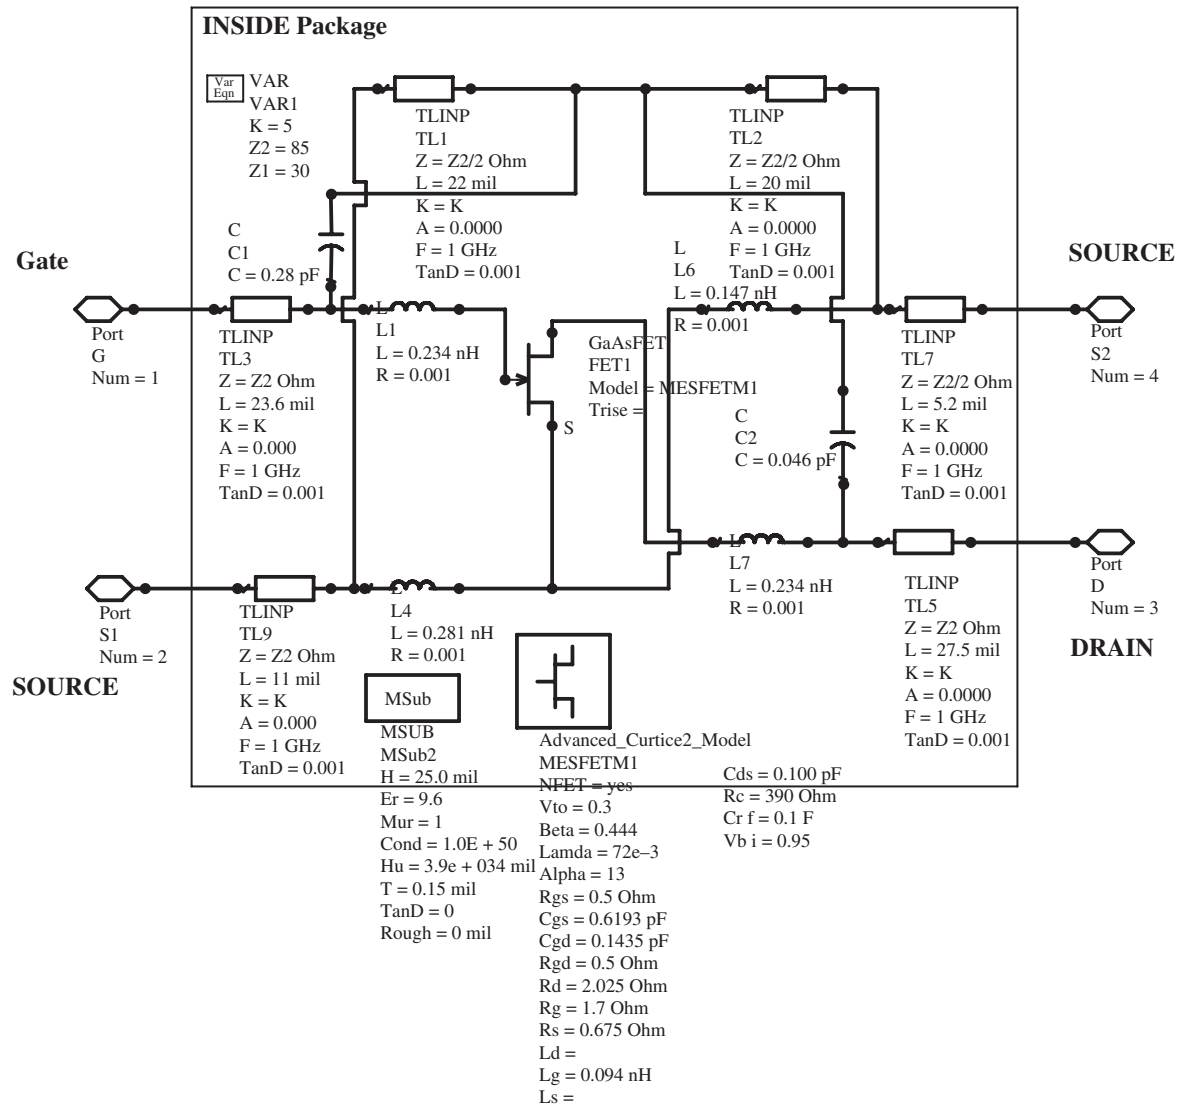 INSIDE Package
Var
Eqn
VAR
VAR1
K = 5
Z2 = 85
Z1 = 30
TLINP
TL1
Z = Z2/2 Ohm
L = 22 mil
K = K
A = 0.0000
F = 1 GHz
TanD = 0.001
TLINP
TL2
Z = Z2/2 Ohm
L = 20 mil
K = K
A = 0.0000
F = 1 GHz
TanD = 0.001
C
C1
C = 0.28 pF
L
L6
L = 0.147 nH
R = 0.001
Gate
Port
G
Num = 1
TLINP
TL3
Z = Z2 Ohm
L = 23.6 mil
K = K
A = 0.000
F = 1 GHz
TanD = 0.001
L
L1
L = 0.234 nH
R = 0.001
GaAsFET
FET1
Model = MESFETM1
Trise =
S
C
C2
C = 0.046 pF
TLINP
TL7
Z = Z2/2 Ohm
L = 5.2 mil
K = K
A = 0.0000
F = 1 GHz
TanD = 0.001
SOURCE
Port
S2
Num = 4
Port
S1
Num = 2
SOURCE
TLINP
TL9
Z = Z2 Ohm
L = 11 mil
K = K
A = 0.000
F = 1 GHz
TanD = 0.001
L
L4
L = 0.281 nH
R = 0.001
L
L7
L = 0.234 nH
R = 0.001
TLINP
TL5
Z = Z2 Ohm
L = 27.5 mil
K = K
A = 0.0000
F = 1 GHz
TanD = 0.001
Port
D
Num = 3
DRAIN
MSub
MSUB
MSub2
H = 25.0 mil
Er = 9.6
Mur = 1
Cond = 1.0E + 50
Hu = 3.9e + 034 mil
T = 0.15 mil
TanD = 0
Rough = 0 mil
Advanced_Curtice2_Model
MESFETM1
NFET = yes
Vto = 0.3
Beta = 0.444
Lamda = 72e–3
Alpha = 13
Rgs = 0.5 Ohm
Cgs = 0.6193 pF
Cgd = 0.1435 pF
Rgd = 0.5 Ohm
Rd = 2.025 Ohm
Rg = 1.7 Ohm
Rs = 0.675 Ohm
Ld =
Lg = 0.094 nH
Ls =
Cds = 0.100 pF
Rc = 390 Ohm
Cr f = 0.1 F
Vb i = 0.95